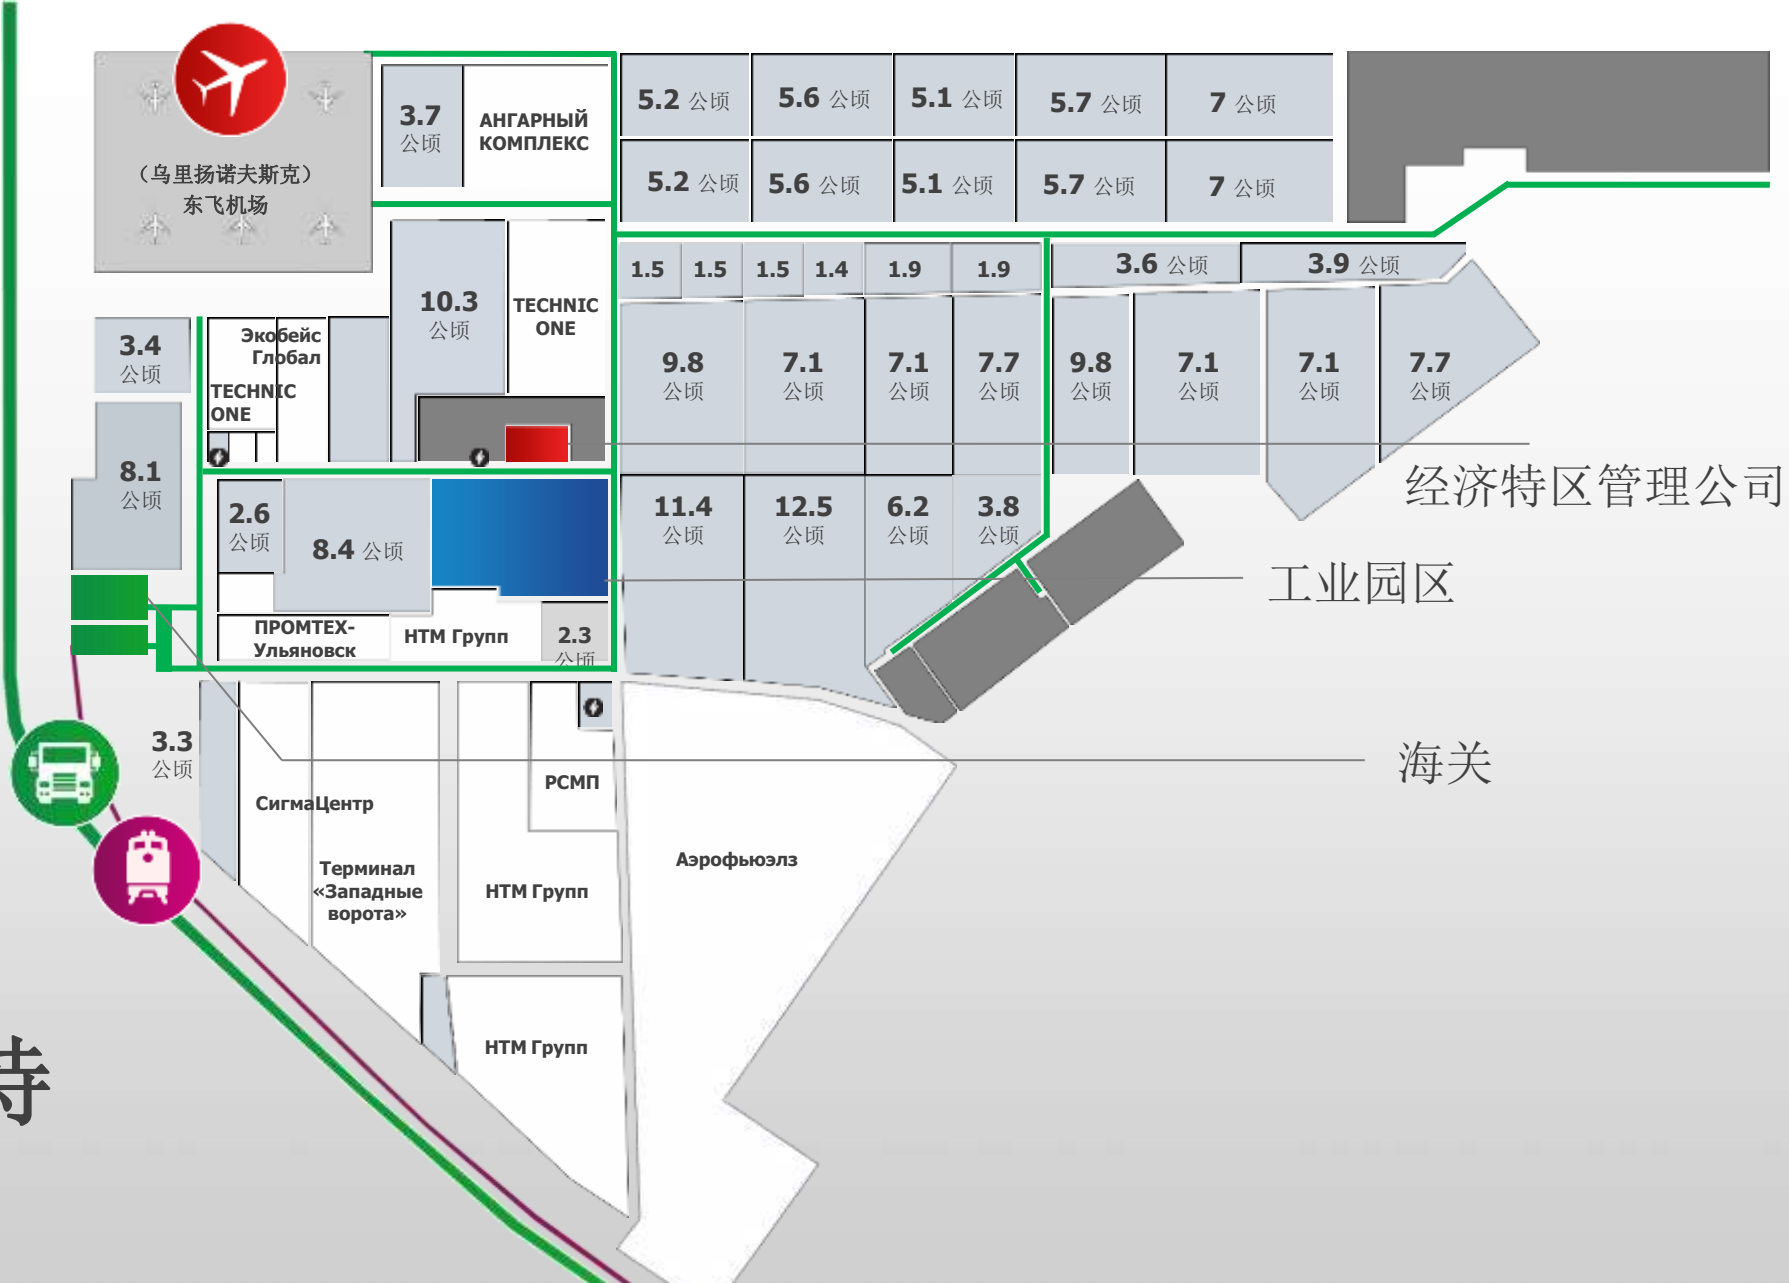 （乌里扬诺夫斯克）
东飞机场
3.7
公顷
АНГАРНЫЙ
КОМПЛЕКС
5.2 公顷
5.6 公顷
5.1 公顷
5.7 公顷
7 公顷
5.2 公顷
5.6 公顷
5.1 公顷
5.7 公顷
7 公顷
1.5
1.5
1.5
1.4
1.9
1.9
3.6 公顷
3.9 公顷
10.3
公顷
TECHNIC
ONE
3.4
公顷
Экобейс
Глобал
TECHNIC
ONE
9.8
公顷
7.1
公顷
7.1
公顷
7.7
公顷
9.8
公顷
7.1
公顷
7.1
公顷
7.7
公顷
8.1
公顷
经济特区管理公司
2.6
公顷
8.4 公顷
11.4
公顷
12.5
公顷
6.2
公顷
3.8
公顷
工业园区
ПРОМТЕХ-
Ульяновск
НТМ Групп
2.3
公顷
3.3
公顷
РСМП
海关
СигмаЦентр
Терминал
«Западные
ворота»
НТМ Групп
Аэрофьюэлз
НТМ Групп
特